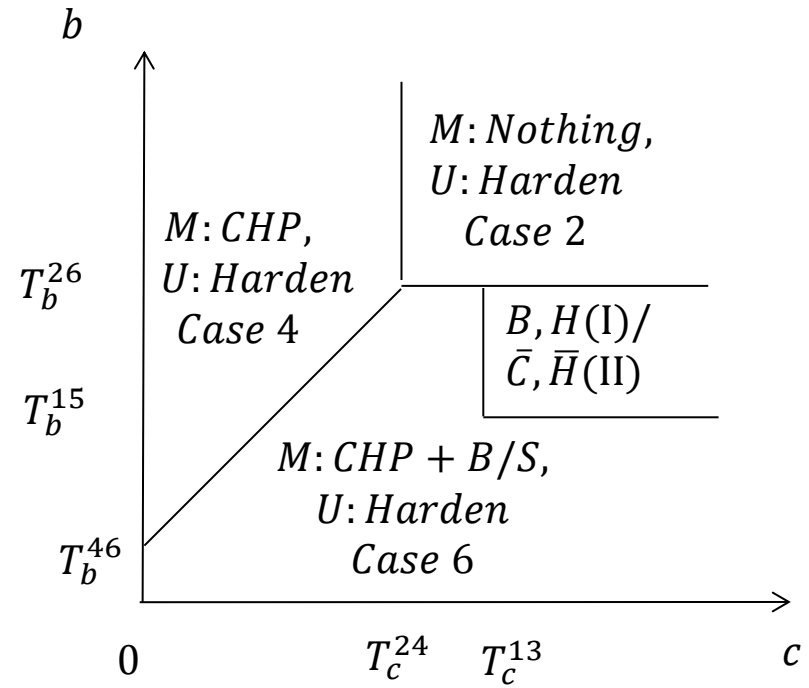 b
M: Nothing,
U: Harden
Case 2
M: CHP,
U: Harden
Case 4
T_b^{26}
B, H(I)/
C̄, H̄(II)
T_b^{15}
M: CHP + B/S,
U: Harden
Case 6
T_b^{46}
0
T_c^{24}
T_c^{13}
c